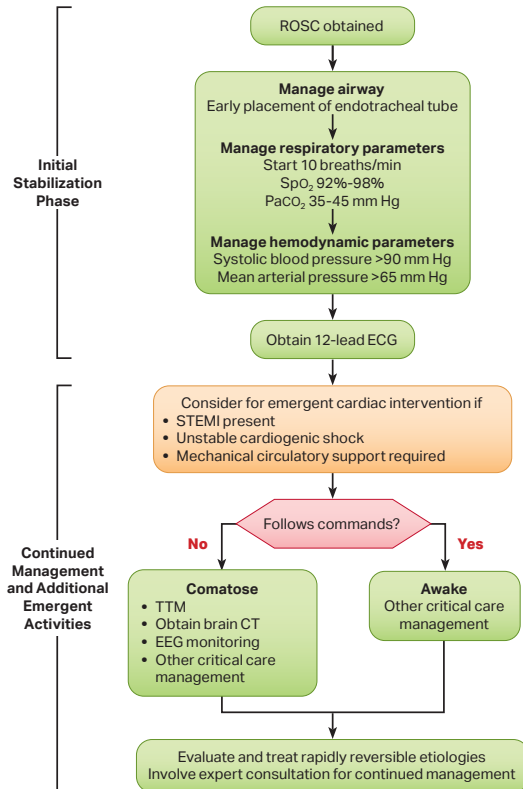 ROSC obtained
Manage airway
Early placement of endotracheal tube
Manage respiratory parameters
Start 10 breaths/min
SpO₂ 92%-98%
PaCO₂ 35-45 mm Hg
Manage hemodynamic parameters
Systolic blood pressure >90 mm Hg
Mean arterial pressure >65 mm Hg
Initial
Stabilization
Phase
Obtain 12-lead ECG
Consider for emergent cardiac intervention if
• STEMI present
• Unstable cardiogenic shock
• Mechanical circulatory support required
Follows commands?
No
Yes
Continued
Management
and Additional
Emergent
Activities
Comatose
• TTM
• Obtain brain CT
• EEG monitoring
• Other critical care
management
Awake
Other critical care
management
Evaluate and treat rapidly reversible etiologies
Involve expert consultation for continued management